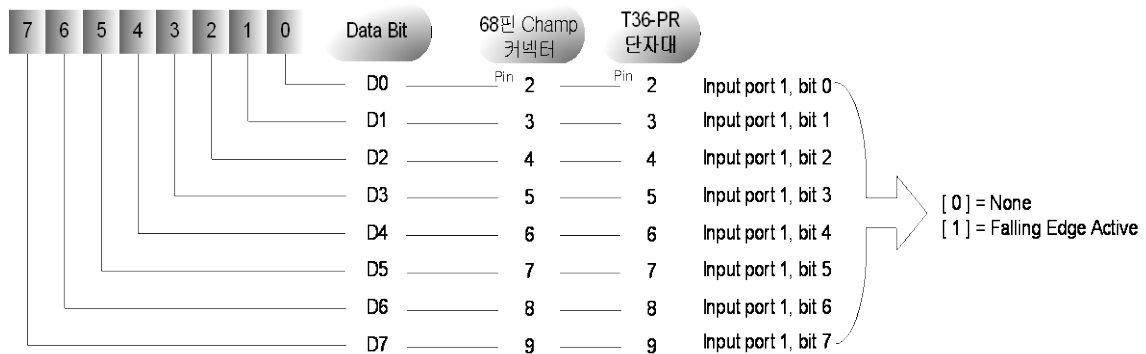 7 6 5 4 3 2 1 0 Data Bit 68핀 Champ 커넥터 T36-PR 단자대
D0 Pin 2 Pin 2 Input port 1, bit 0
D1 3 3 Input port 1, bit 1
D2 4 4 Input port 1, bit 2
D3 5 5 Input port 1, bit 3
D4 6 6 Input port 1, bit 4
D5 7 7 Input port 1, bit 5
D6 8 8 Input port 1, bit 6
D7 9 9 Input port 1, bit 7
[ 0 ] = None
[ 1 ] = Falling Edge Active